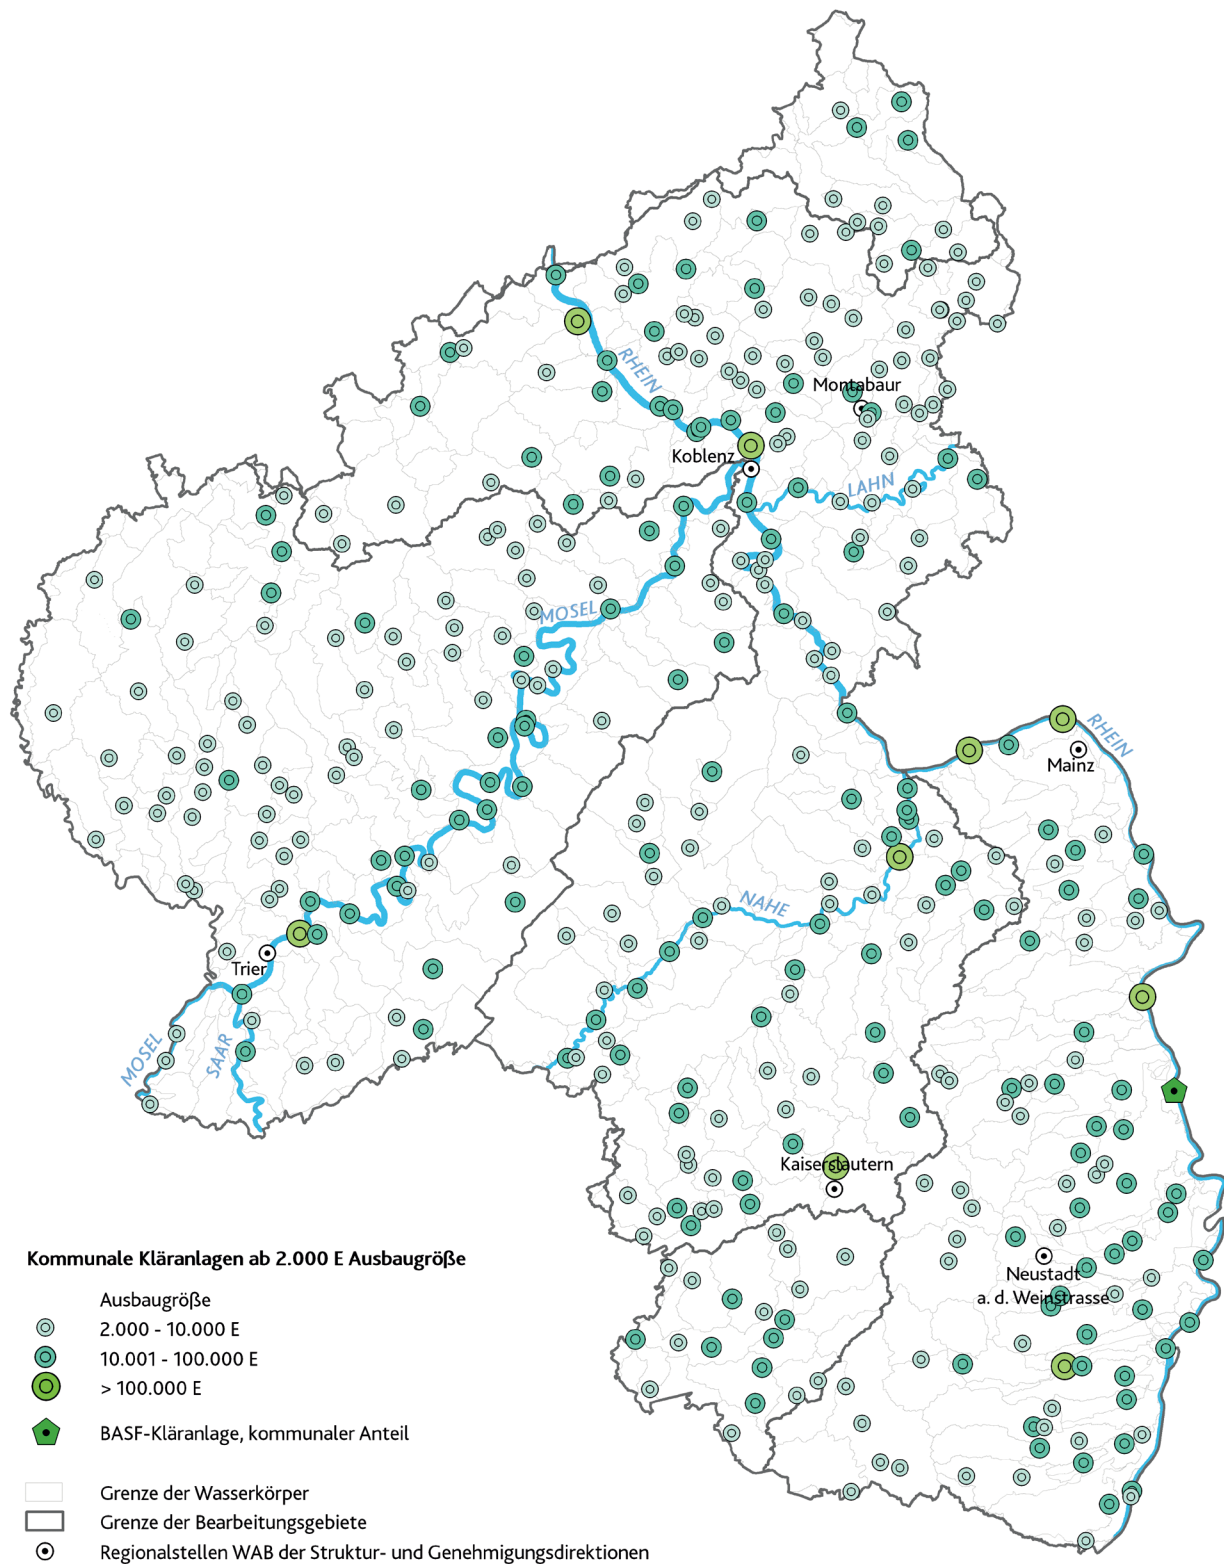 RHEIN
Montabaur
Koblenz
LAHN
MOSEL
RHEIN
Mainz
NAHE
Trier
MOSEL
SAAR
Kaiserslautern
Neustadt
a. d. Weinstrasse
Kommunale Kläranlagen ab 2.000 E Ausbaugröße
Ausbaugröße
2.000 - 10.000 E
10.001 - 100.000 E
> 100.000 E
BASF-Kläranlage, kommunaler Anteil
Grenze der Wasserkörper
Grenze der Bearbeitungsgebiete
Regionalstellen WAB der Struktur- und Genehmigungsdirektionen